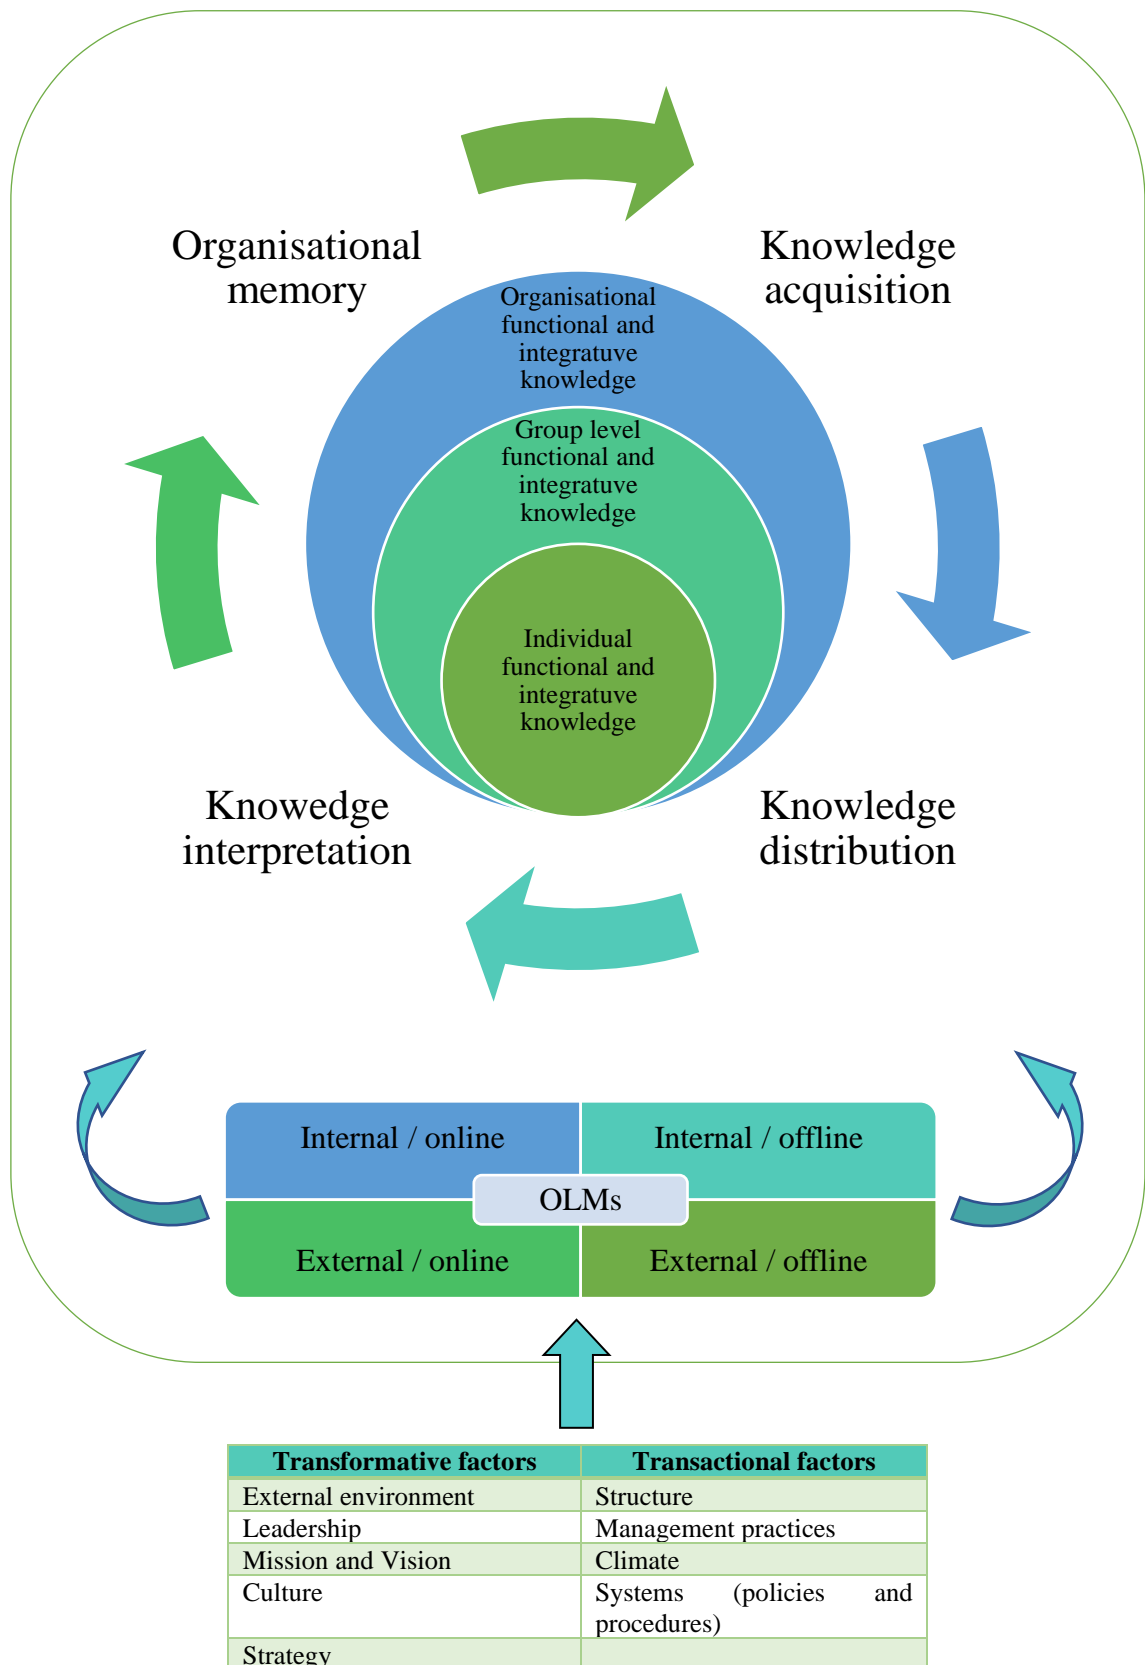 Organisational
memory
Knowledge
acquisition
Organisational
functional and
integratuve
knowledge
Group level
functional and
integratuve
knowledge
Individual
functional and
integratuve
knowledge
Knowedge
interpretation
Knowledge
distribution
Internal / online
Internal / offline
OLMs
External / online
External / offline
Transformative factors
Transactional factors
External environment
Structure
Leadership
Management practices
Mission and Vision
Climate
Culture
Systems (policies and
procedures)
Strategy